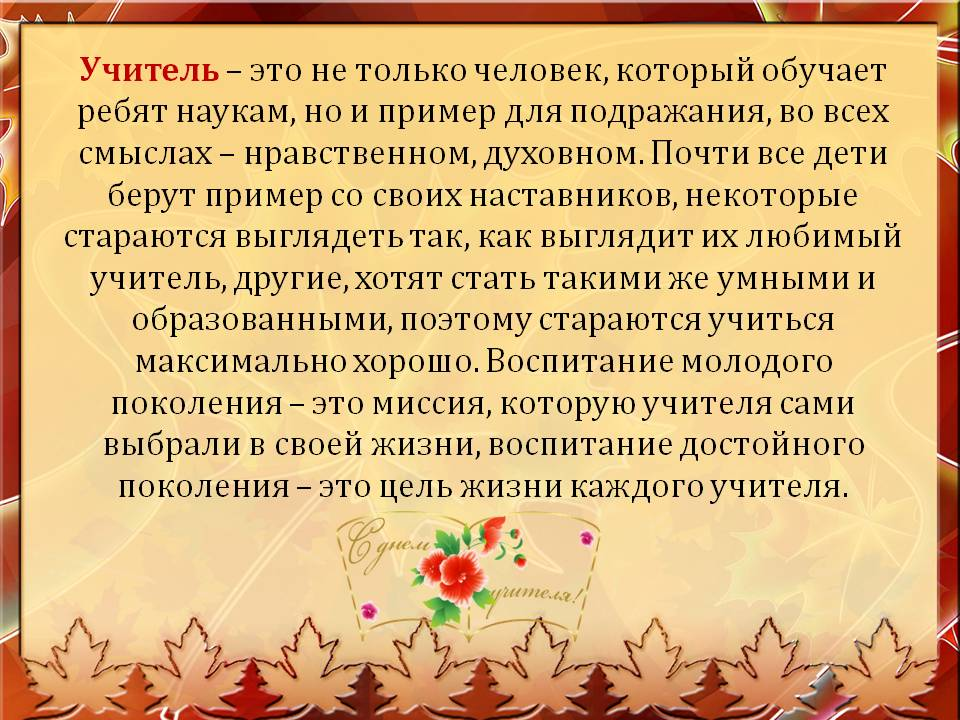 Учитель – это не только человек, который обучает
ребят наукам, но и пример для подражания, во всех
смыслах – нравственном, духовном. Почти все дети
берут пример со своих наставников, некоторые
стараются выглядеть так, как выглядит их любимый
учитель, другие, хотят стать такими же умными и
образованными, поэтому стараются учиться
максимально хорошо. Воспитание молодого
поколения – это миссия, которую учителя сами
выбрали в своей жизни, воспитание достойного
поколения – это цель жизни каждого учителя.
С днем
учителя!